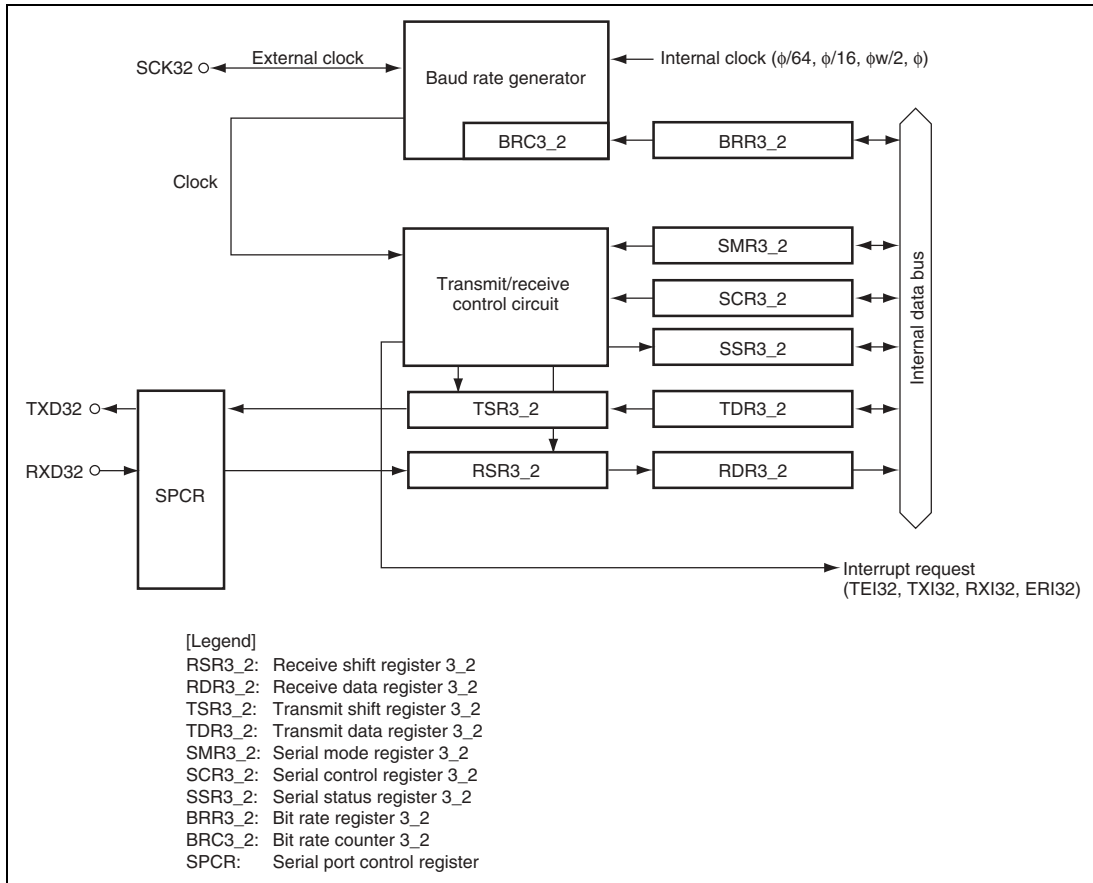 SCK32
External clock
Baud rate generator
Internal clock (ϕ/64, ϕ/16, ϕw/2, ϕ)
BRC3_2
BRR3_2
Clock
Transmit/receive
control circuit
SMR3_2
SCR3_2
SSR3_2
Internal data bus
TXD32
TSR3_2
TDR3_2
RXD32
SPCR
RSR3_2
RDR3_2
Interrupt request
(TEI32, TXI32, RXI32, ERI32)
[Legend]
RSR3_2: Receive shift register 3_2
RDR3_2: Receive data register 3_2
TSR3_2: Transmit shift register 3_2
TDR3_2: Transmit data register 3_2
SMR3_2: Serial mode register 3_2
SCR3_2: Serial control register 3_2
SSR3_2: Serial status register 3_2
BRR3_2: Bit rate register 3_2
BRC3_2: Bit rate counter 3_2
SPCR: Serial port control register